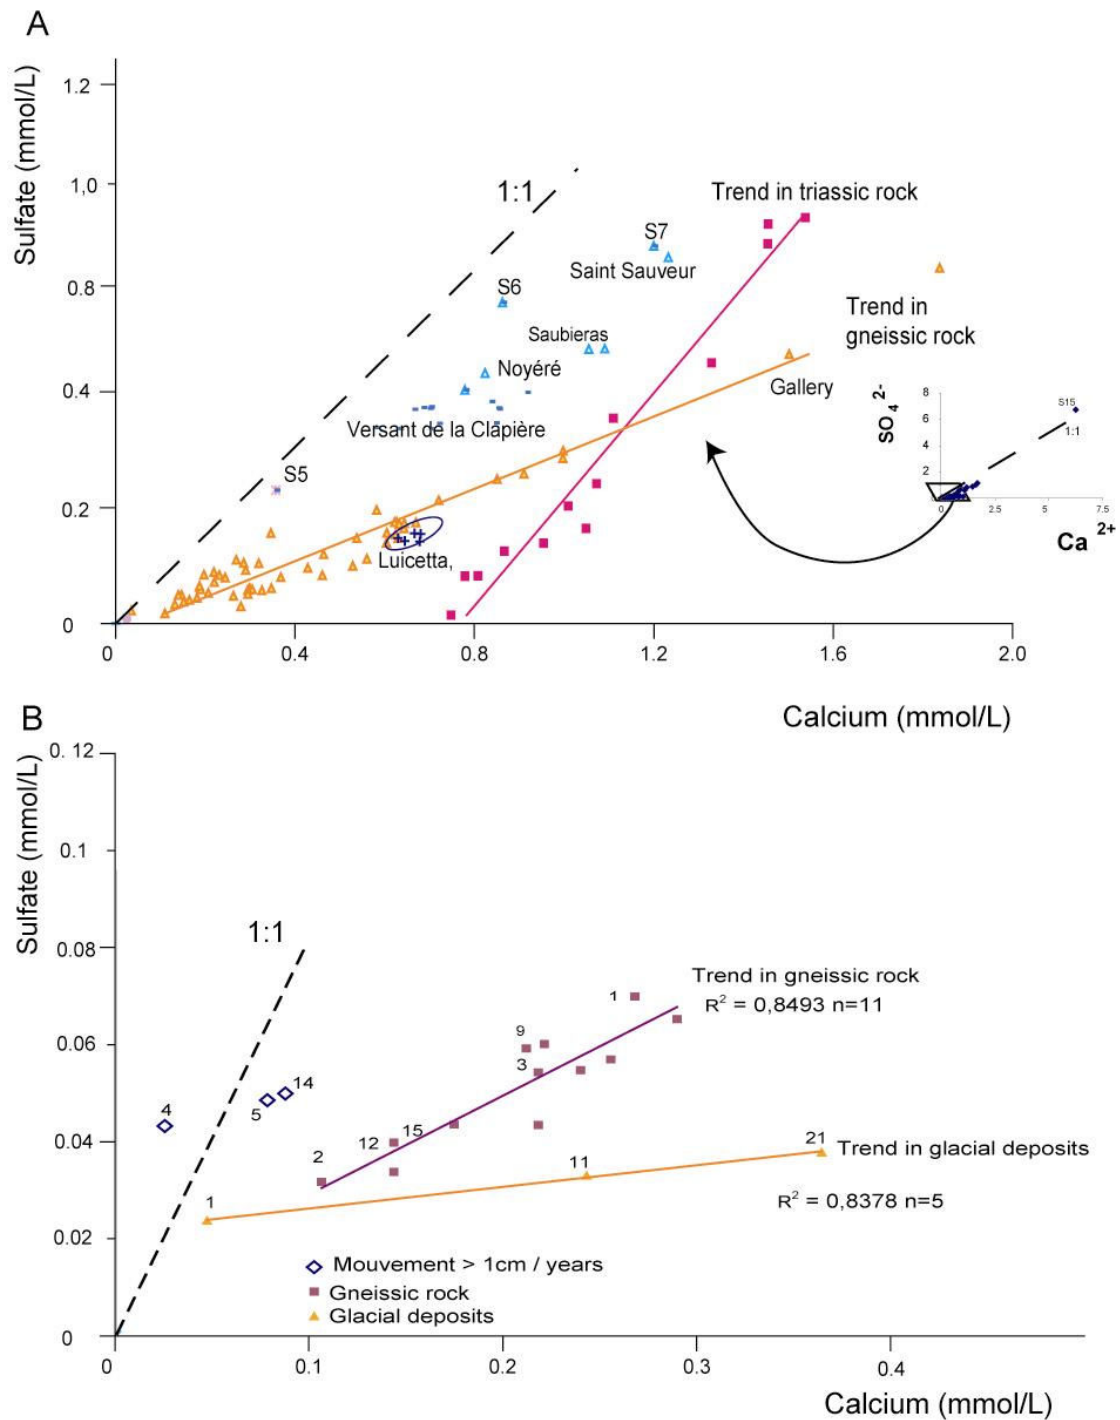 A
Sulfate (mmol/L)
1.2
1,0
0.8
0.4
0.2
0
0
0.4
0.8
1.2
1.6
2.0
Calcium (mmol/L)
1:1
Trend in triassic rock
S7
Saint Sauveur
S6
Saubieras
Noyéré
Versant de la Clapière
S5
Luicetta,
Trend in
gneissic rock
Gallery
SO4 2-
8
6
4
2
0
2.5
5
7.5
S15
1:1
Ca 2+
B
Sulfate (mmol/L)
0. 12
0.1
0.08
0.06
0.04
0.02
0
0
0.1
0.2
0.3
0.4
Calcium (mmol/L)
1:1
Trend in gneissic rock
R2 = 0,8493 n=11
1
9
3
4
5
14
12
15
2
1
11
21
Trend in glacial deposits
R2 = 0,8378 n=5
Mouvement > 1cm / years
Gneissic rock
Glacial deposits